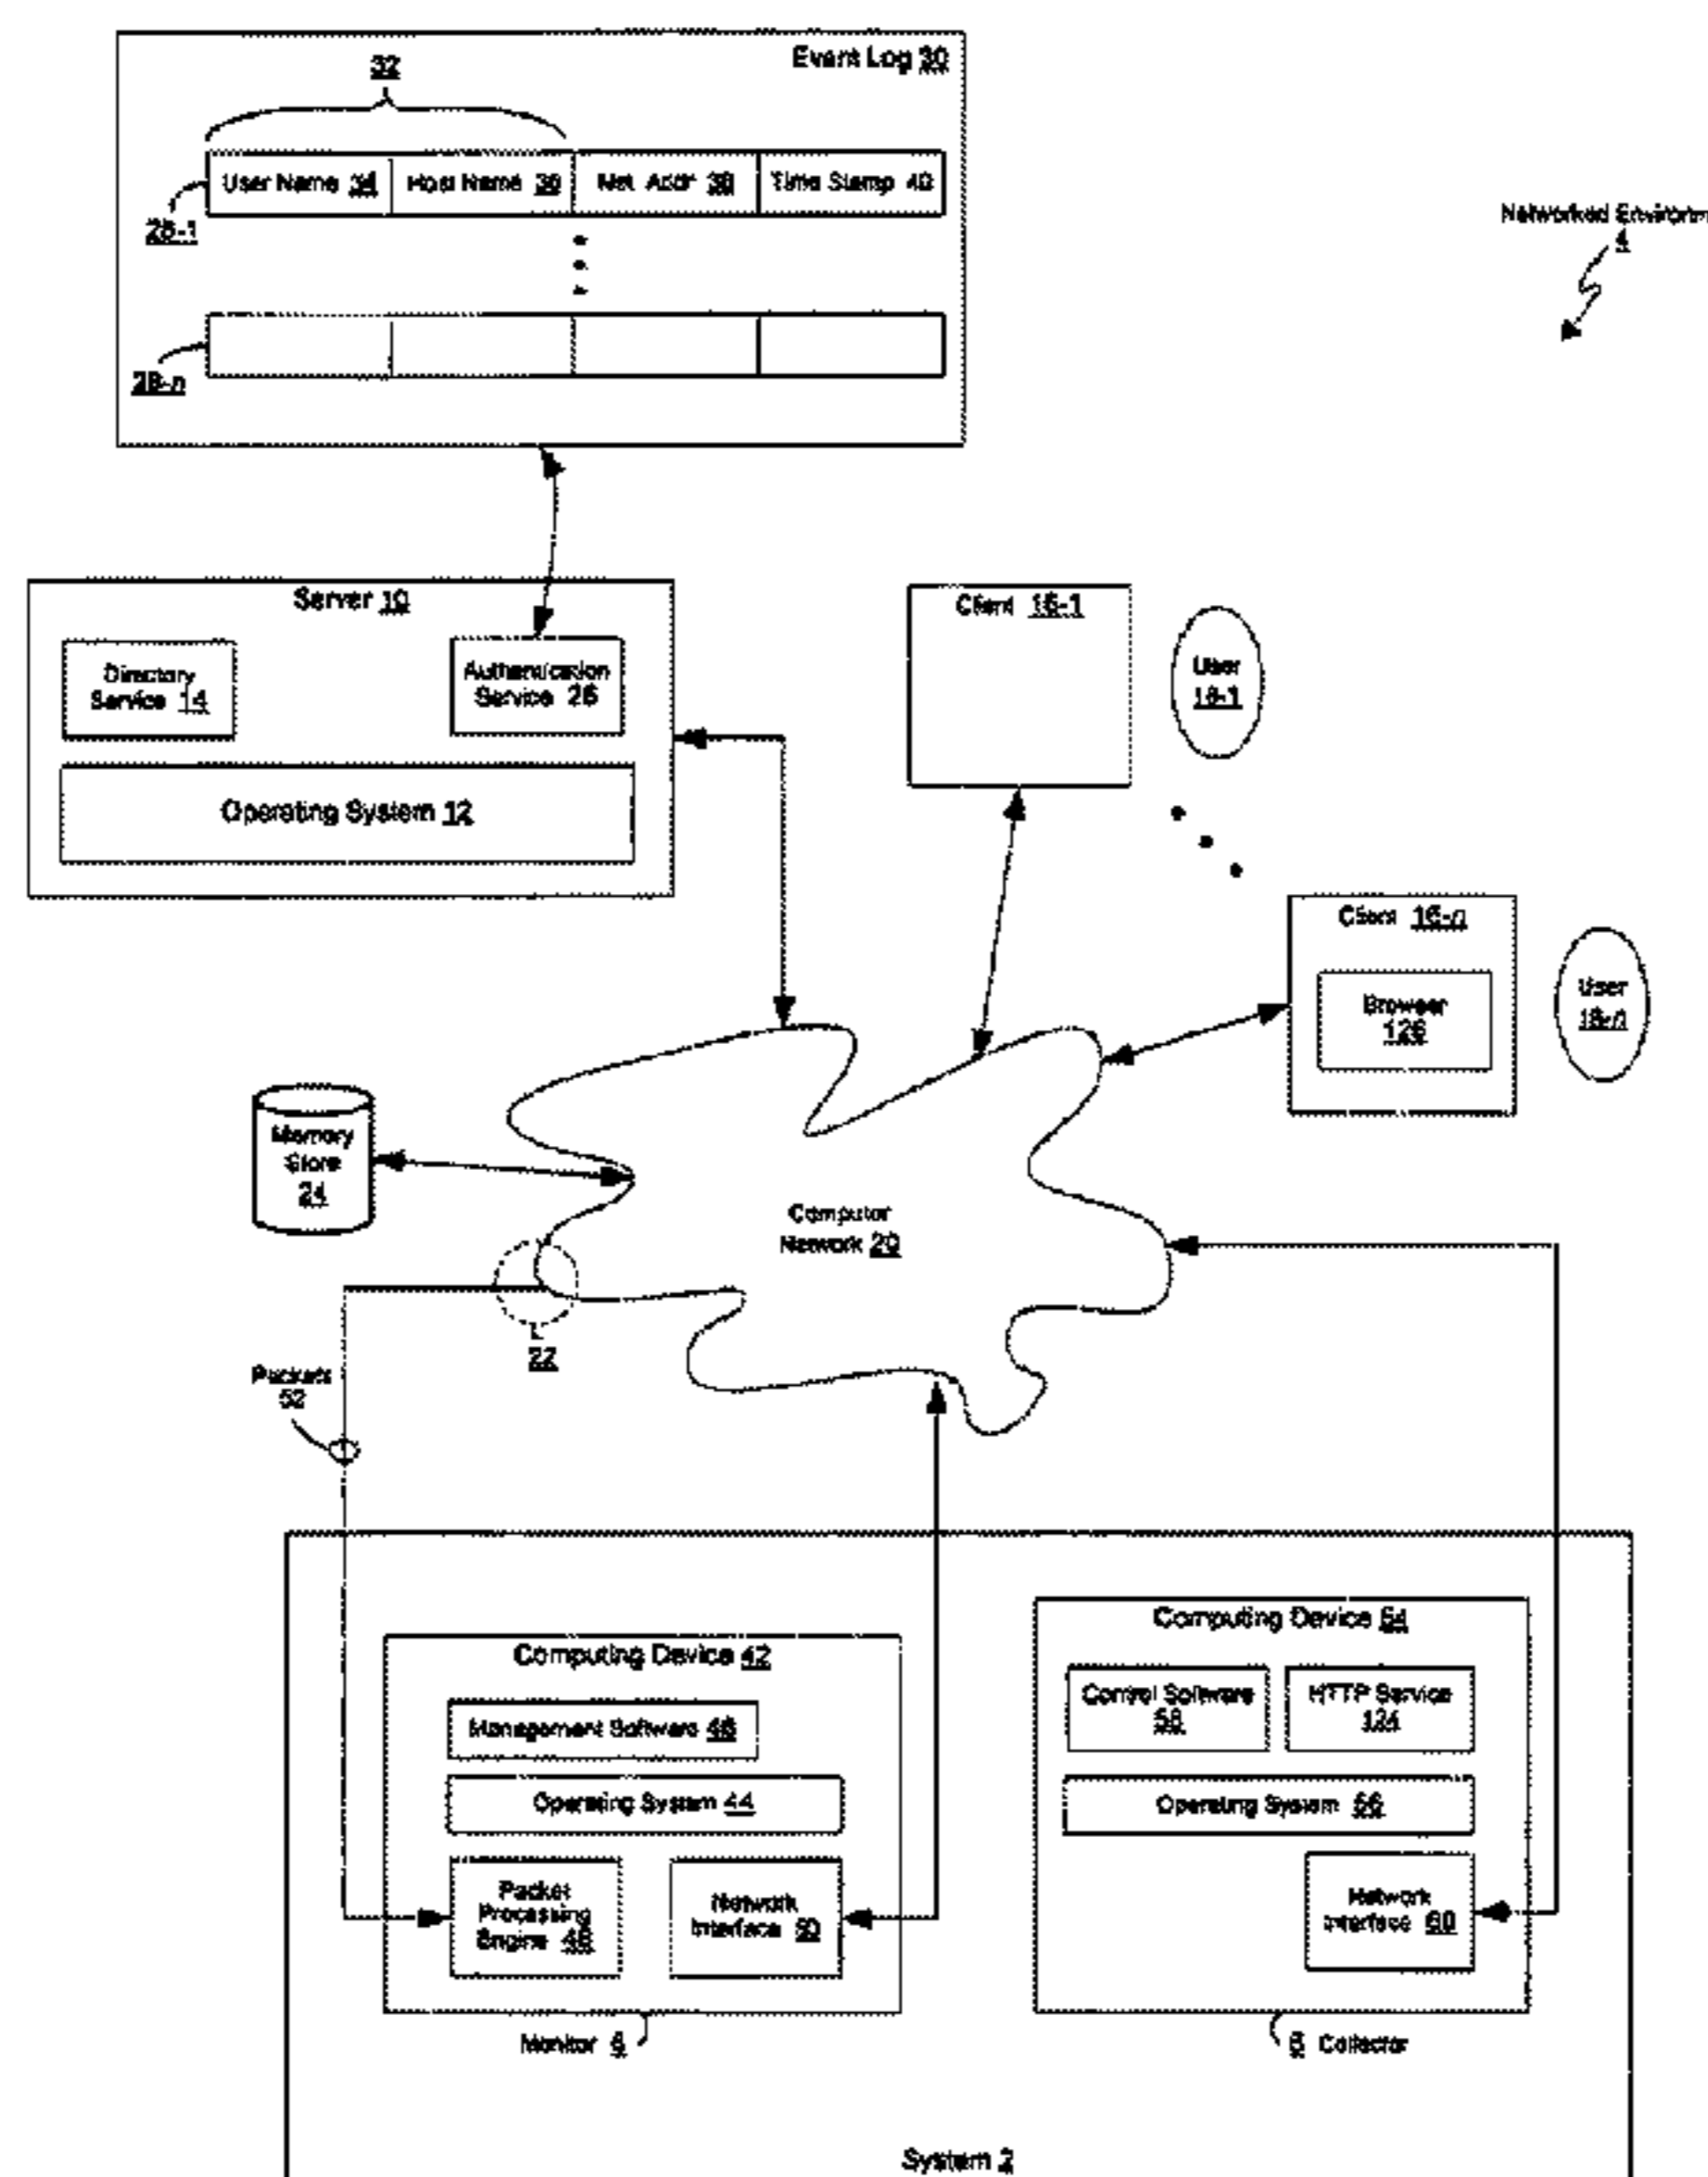 Event Log 30
32
User Name 34
Host Name 36
Net. Addr 38
Time Stamp 40
28-1
28-n
Networked
4
Server 10
Directory
Service 14
Authentication
Service 26
Operating System 12
Client 16-1
User
18-1
Client 16-n
Browser
126
User
18-n
Memory
Store
24
Computer
Network 20
22
Packets
52
Computing Device 42
Management Software 46
Operating System 44
Packet
Processing
Engine 48
Network
Interface 50
Monitor 6
Computing Device 54
Control Software
58
HTTP Service
124
Operating System 56
Network
Interface 60
Collector
System 2